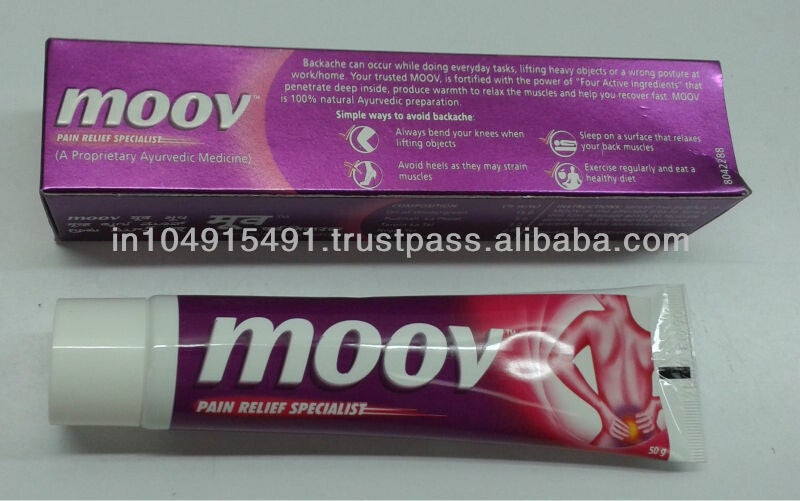 Backache can occur while doing everyday tasks, lifting heavy objects or a wrong posture at
work/home. Your trusted MOOV, is fortified with the power of "Four Active Ingredients" that
penetrate deep inside, produce warmth to relax the muscles and help you recover fast. MOOV
is 100% natural Ayurvedic preparation.
moov™
PAIN RELIEF SPECIALIST
(A Proprietary Ayurvedic Medicine)
Simple ways to avoid backache:
Always bend your knees when
lifting objects
Sleep on a surface that relaxes
your back muscles
Avoid heels as they may strain
muscles
Exercise regularly and eat a
healthy diet
8042288
moov मूव
मूव
COMPOSITION
in104915491.trustpass.alibaba.com
moov™
PAIN RELIEF SPECIALIST
50 g